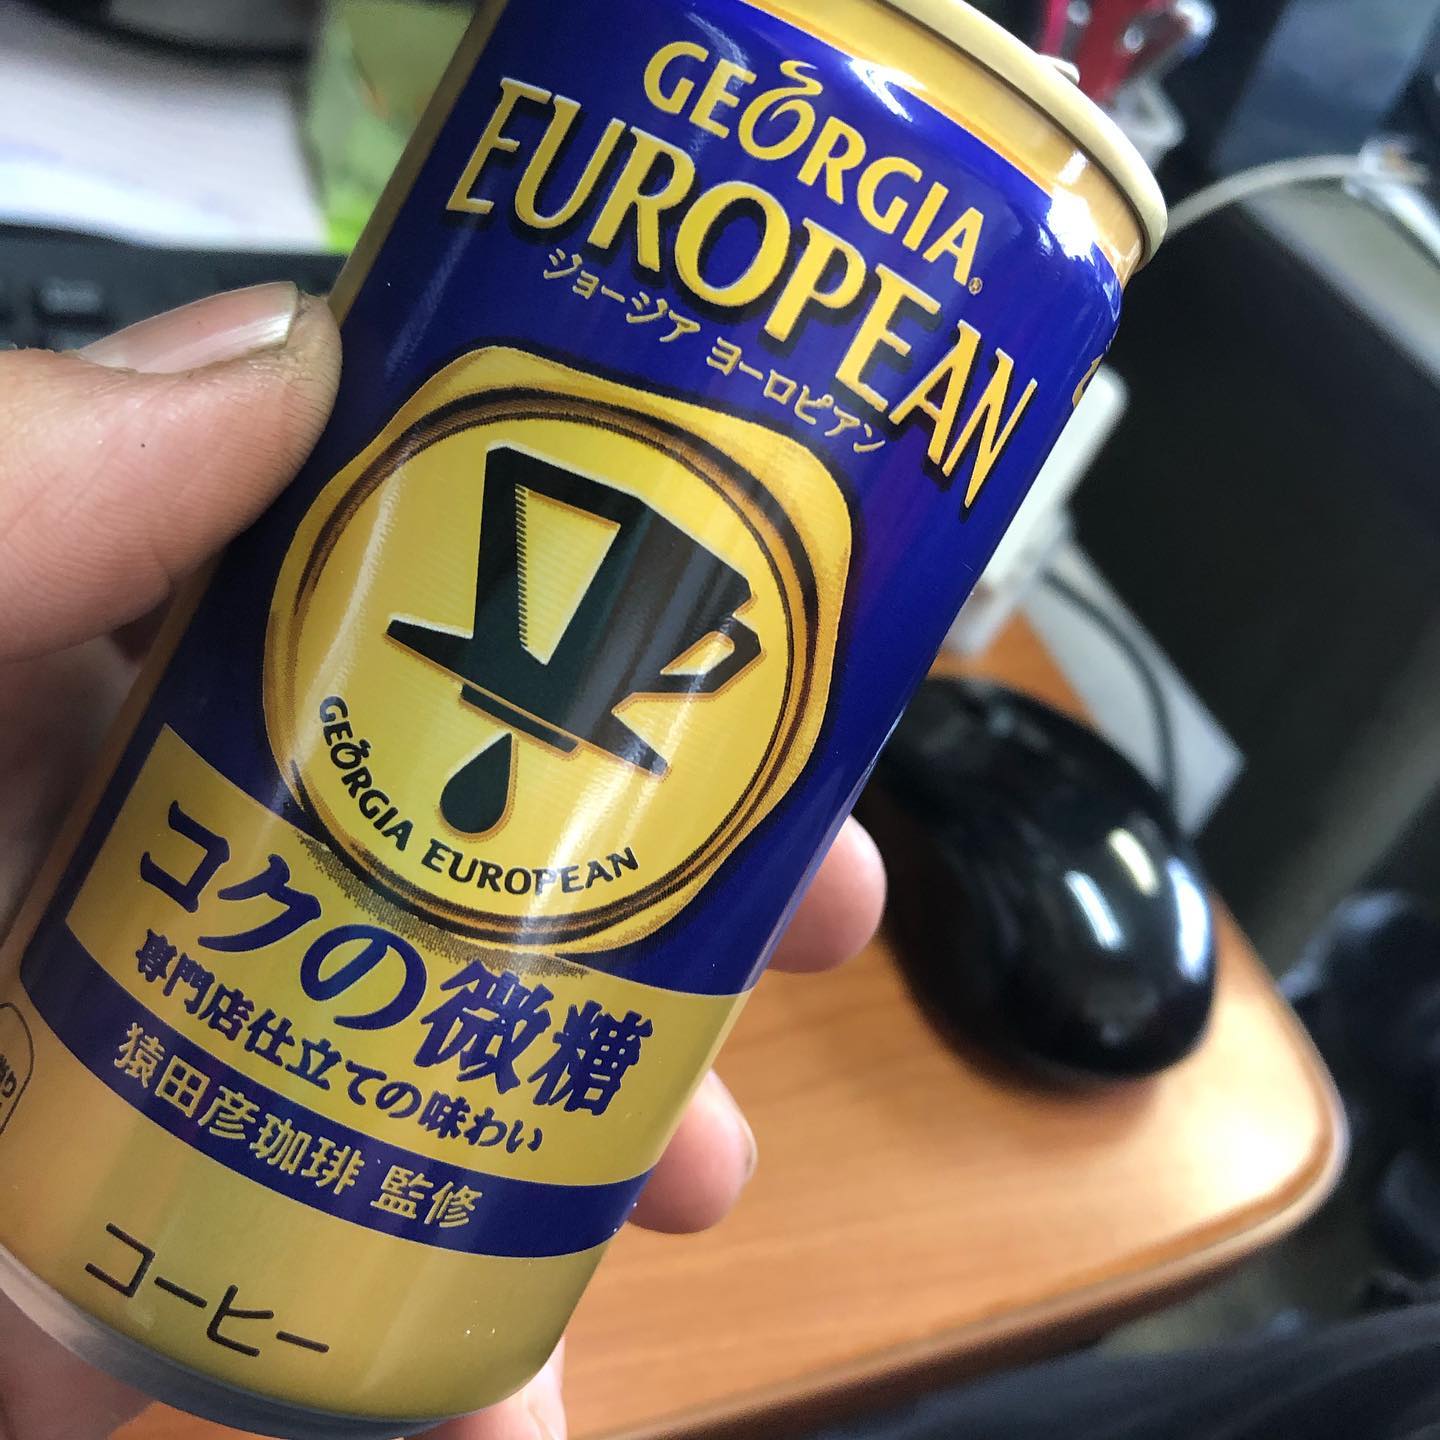 GEORGIA®
EUROPEAN
ジョージア ヨーロピアン
GEORGIA EUROPEAN
コクの微糖
専門店仕立ての味わい
猿田彦珈琲 監修
コーヒー